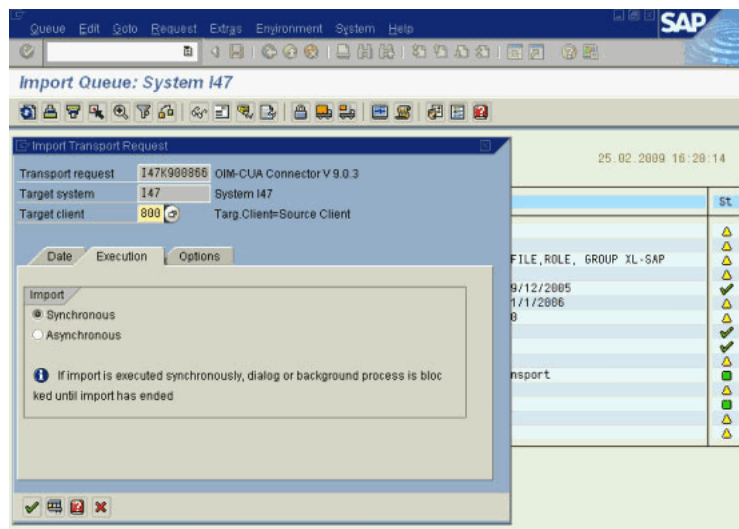 Queue Edit Goto Request Extras Environment System Help
SAP
Import Queue: System I47
Import Transport Request
25.02.2009 16:20:14
Transport request I47K900866 OIM-CUA Connector V 9.0.3
Target system I47 System I47
Target client 800 Targ.Client=Source Client
St
Date Execution Options
FILE,ROLE, GROUP XL-SAP
Import
9/12/2005
Synchronous
1/1/2006
0
Asynchronous
If import is executed synchronously, dialog or background process is bloc
nsport
ked until import has ended